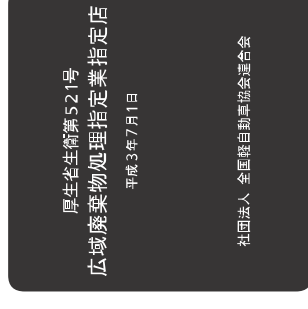 厚生省生衛第521号
広域廃棄物処理指定業指定店
平成3年7月1日
社団法人 全国軽自動車協会連合会